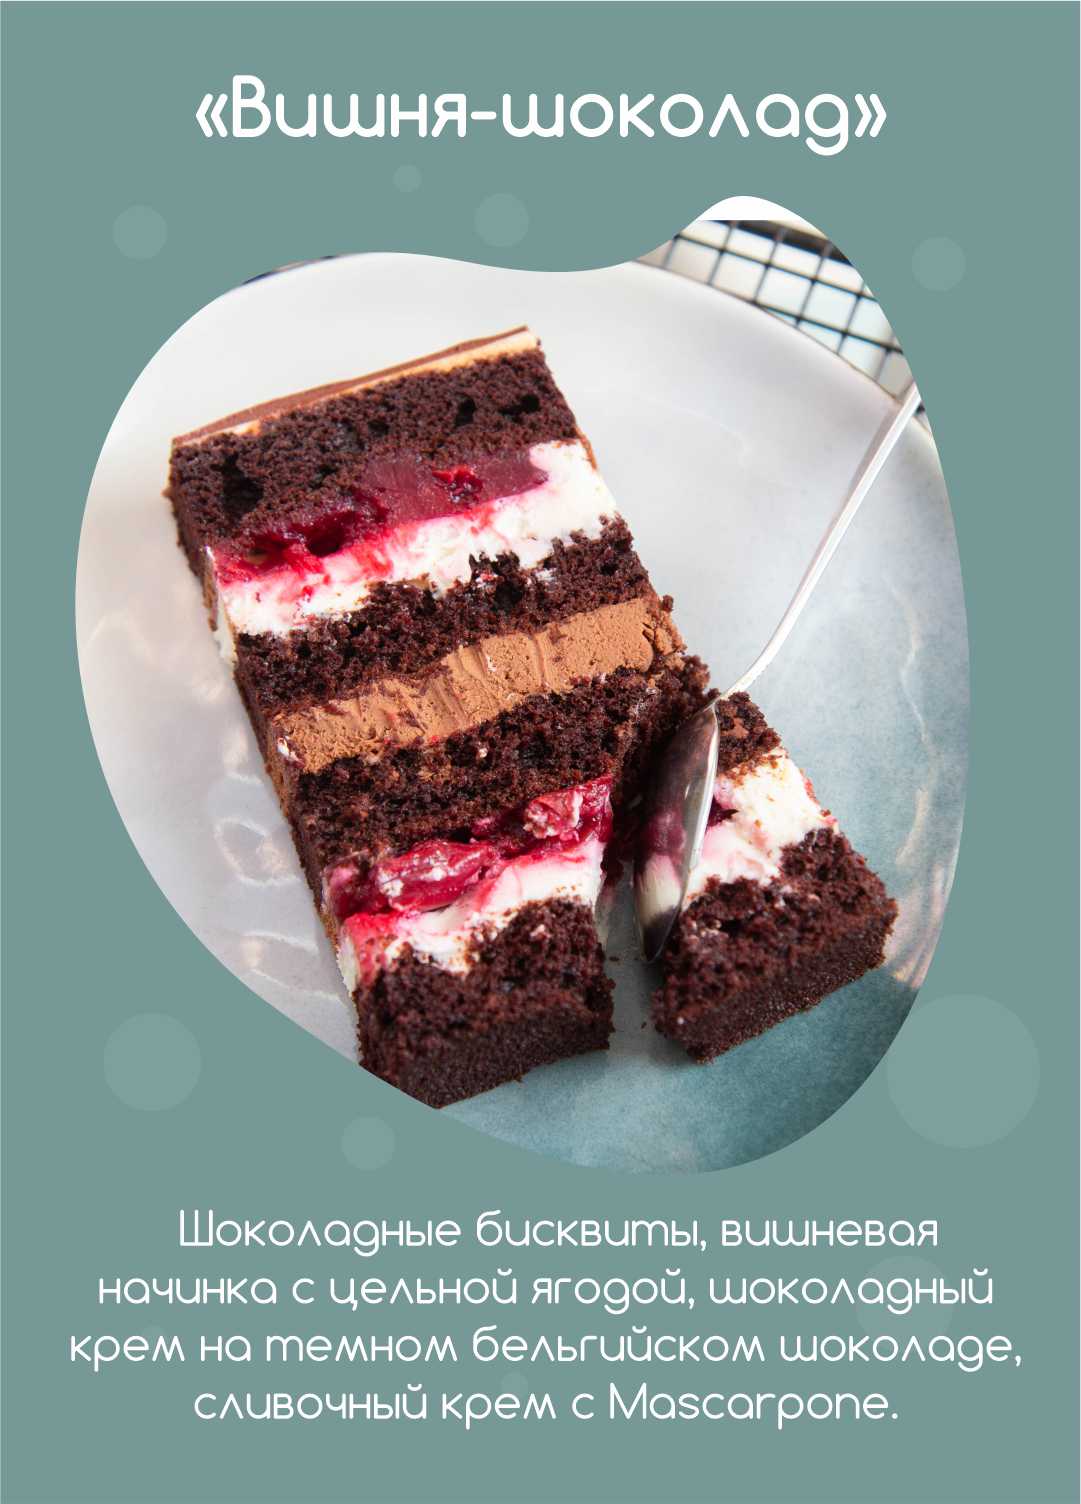 «Вишня-шоколад»
Шоколадные бисквиты, вишневая
начинка с цельной ягодой, шоколадный
крем на темном бельгийском шоколаде,
сливочный крем с Mascarpone.